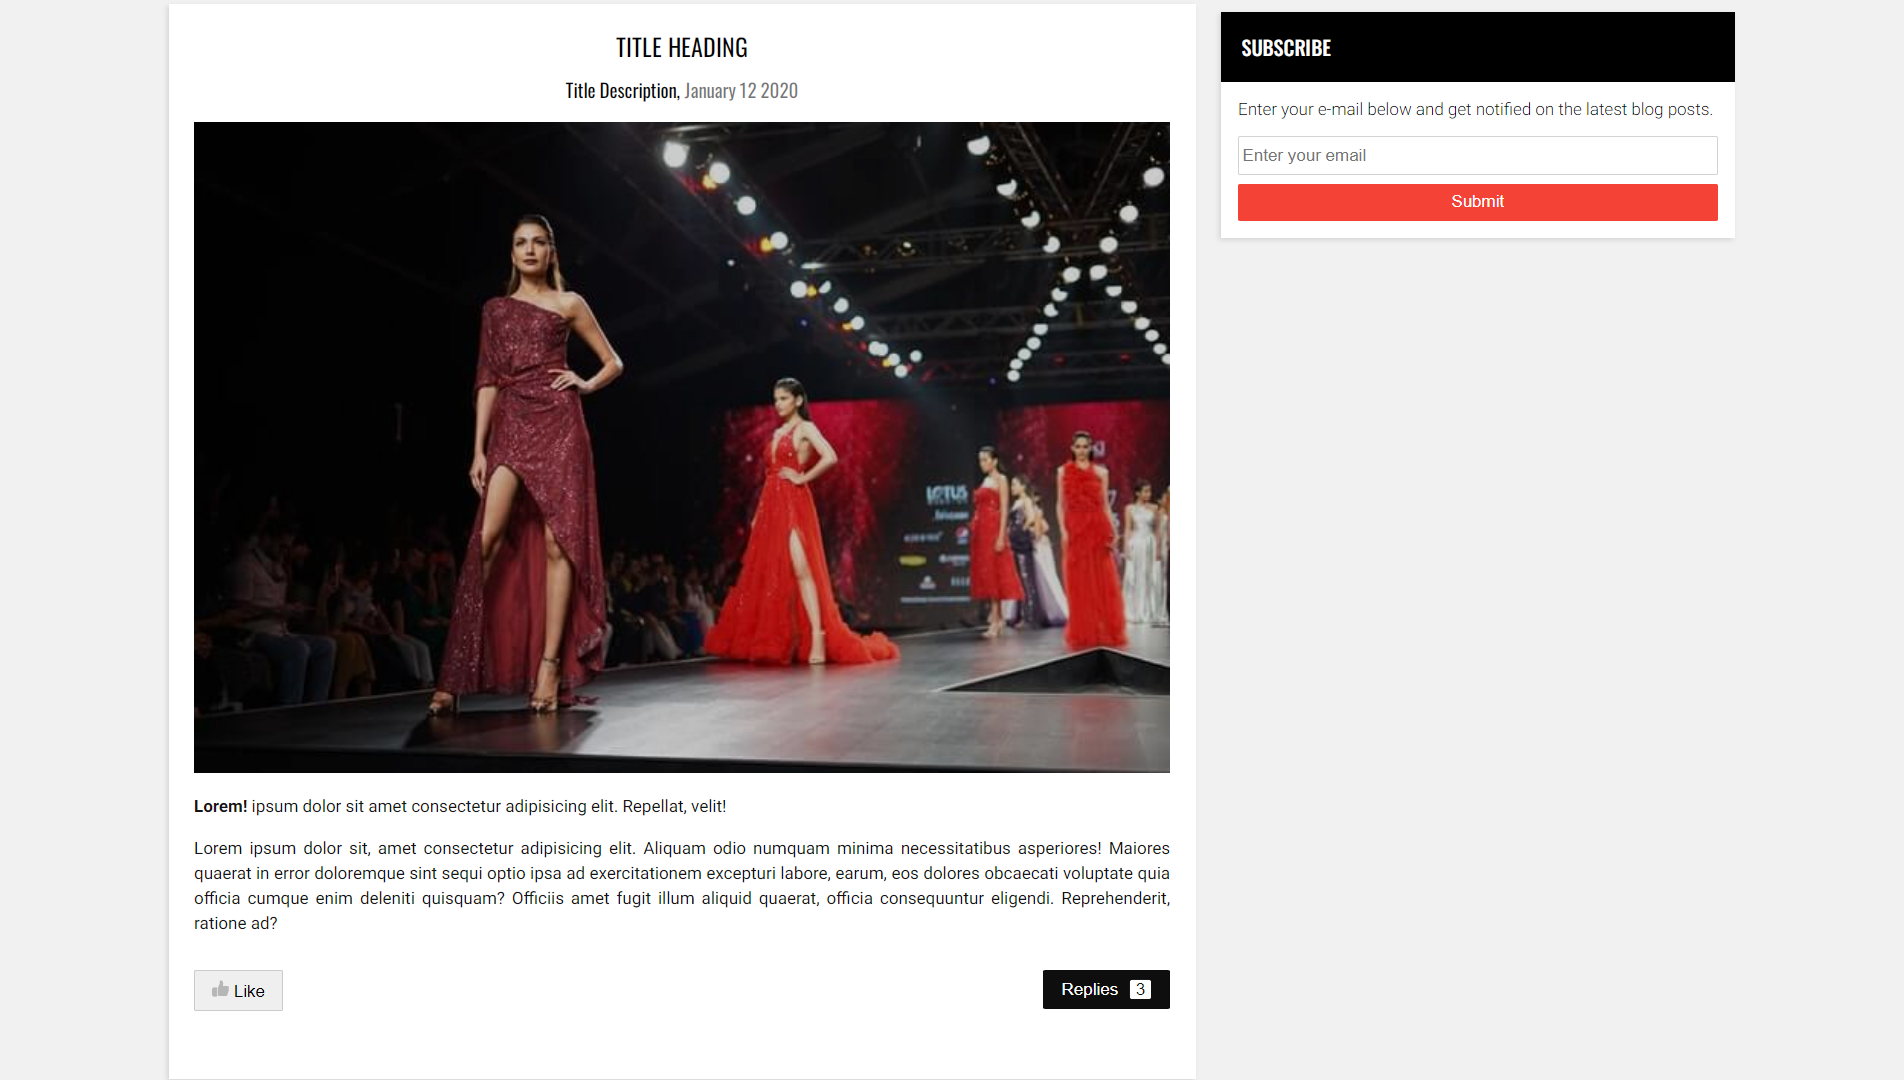 TITLE HEADING
Title Description, January 12 2020
LOTUS
Lorem! ipsum dolor sit amet consectetur adipisicing elit. Repellat, velit!
Lorem ipsum dolor sit, amet consectetur adipisicing elit. Aliquam odio numquam minima necessitatibus asperiores! Maiores
quaerat in error doloremque sint sequi optio ipsa ad exercitationem excepturi labore, earum, eos dolores obcaecati voluptate quia
officia cumque enim deleniti quisquam? Officiis amet fugit illum aliquid quaerat, officia consequuntur eligendi. Reprehenderit,
ratione ad?
Like
Replies 3
SUBSCRIBE
Enter your e-mail below and get notified on the latest blog posts.
Enter your email
Submit